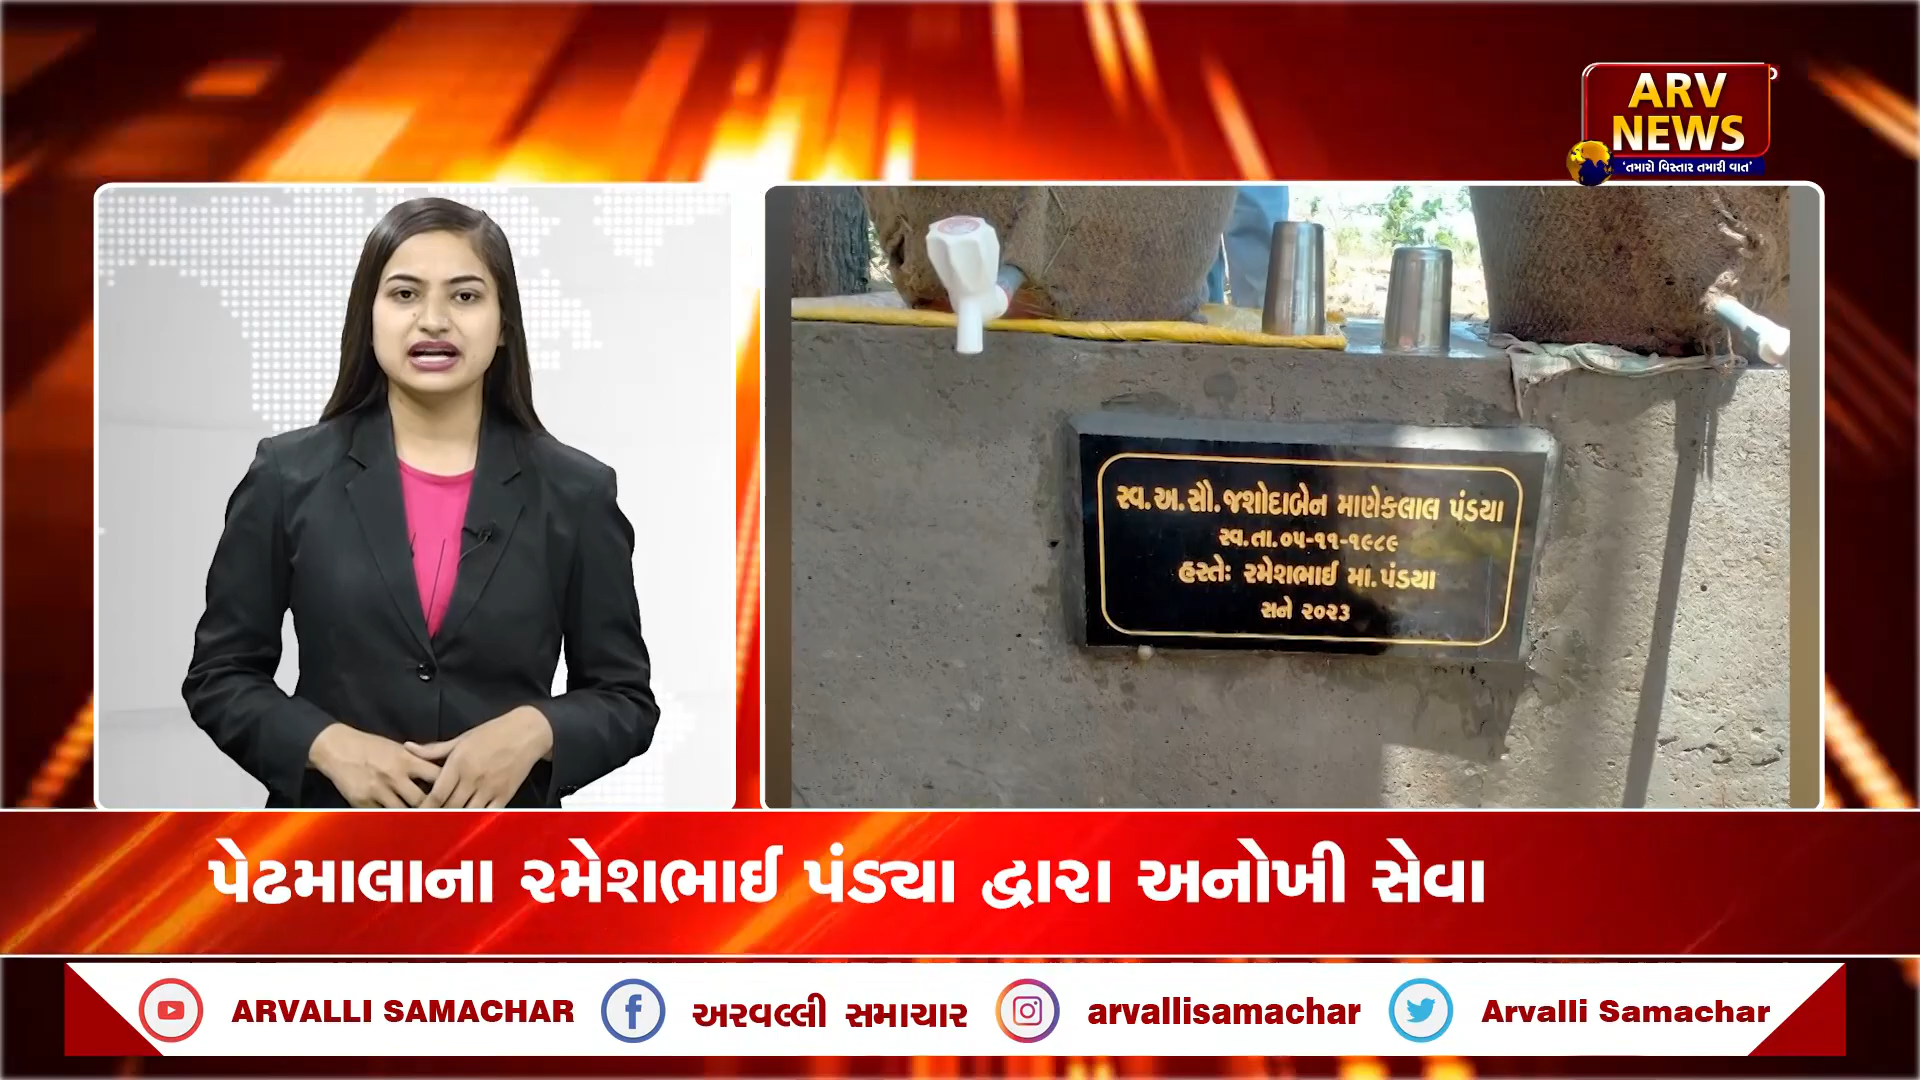 ARV
NEWS
‘તમારો વિસ્તાર તમારી વાત’
સ્વ.અ.સૌ.જશોદાબેન માણેકલાલ પંડયા
સ્વ.તા.૦૫-૧૧-૧૯૮૯
હસ્તેઃ રમેશભાઈ મા.પંડયા
સને ૨૦૨૩
પેઢમાલાના રમેશભાઈ પંડ્યા દ્વારા અનોખી સેવા
ARVALLI SAMACHAR અરવલ્લી સમાચાર arvallisamachar Arvalli Samachar